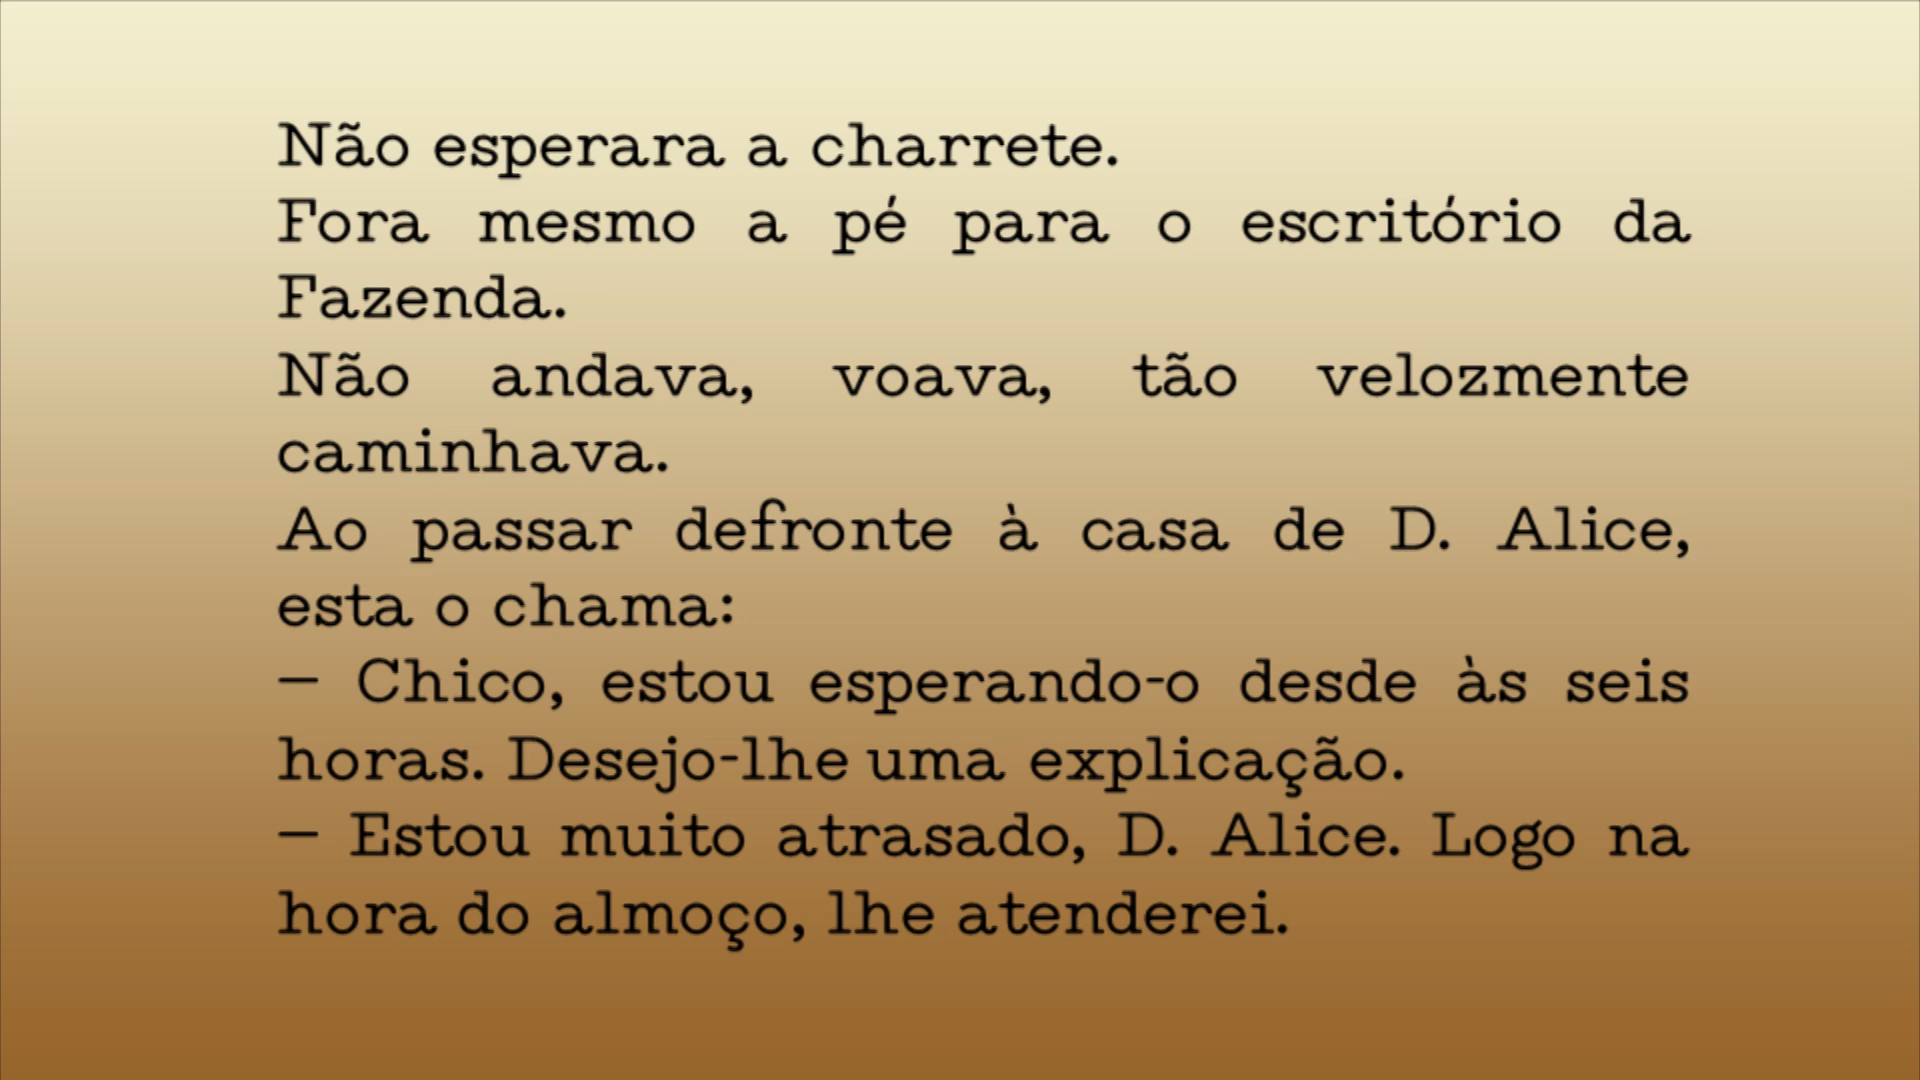 Não esperara a charrete.
Fora mesmo a pé para o escritório da
Fazenda.
Não andava, voava, tão velozmente
caminhava.
Ao passar defronte à casa de D. Alice,
esta o chama:
— Chico, estou esperando-o desde às seis
horas. Desejo-lhe uma explicação.
— Estou muito atrasado, D. Alice. Logo na
hora do almoço, lhe atenderei.